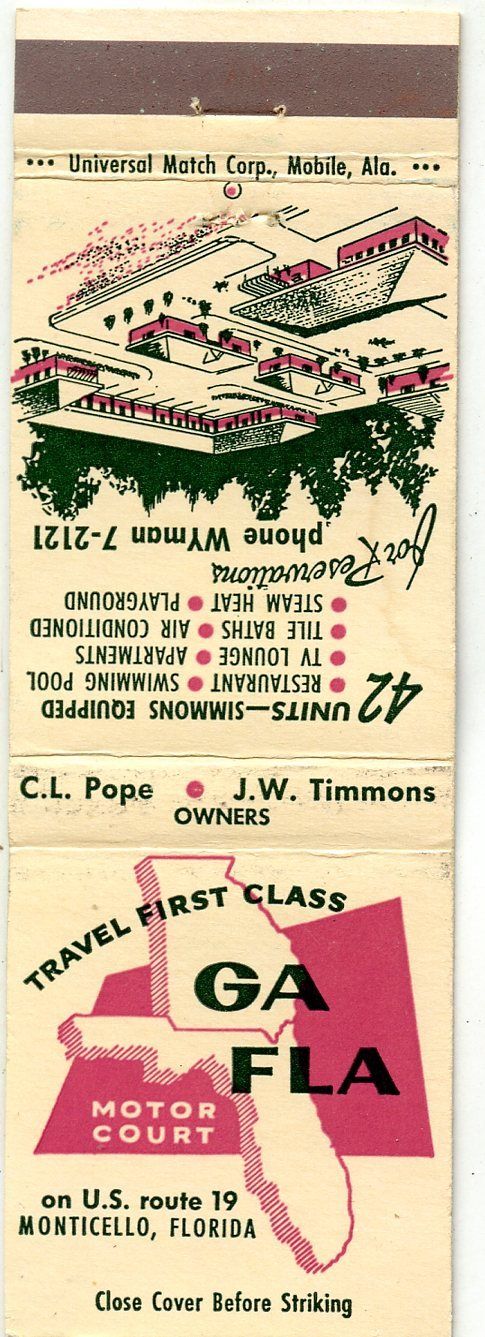 ••• Universal Match Corp., Mobile, Ala. •••
42 UNITS—SIMMONS EQUIPPED
• RESTAURANT • SWIMMING POOL
• TV LOUNGE • APARTMENTS
• TILE BATHS • AIR CONDITIONED
• STEAM HEAT • PLAYGROUND
for Reservations
phone WYman 7-2121
C.L. Pope • J.W. Timmons
OWNERS
TRAVEL FIRST CLASS
GA
FLA
MOTOR
COURT
on U.S. route 19
MONTICELLO, FLORIDA
Close Cover Before Striking